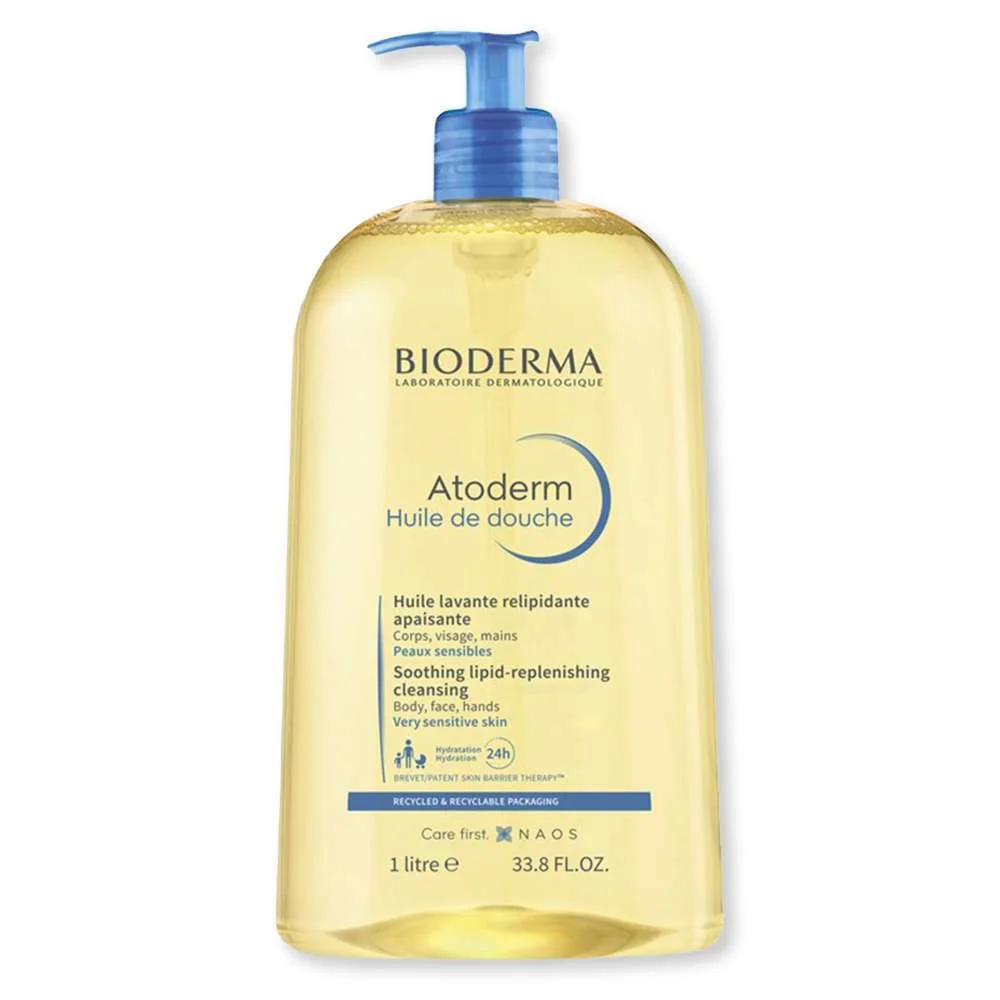 BIODERMA
LABORATOIRE DERMATOLOGIQUE
Atoderm
Huile de douche
Huile lavante relipidante
apaisante
Corps, visage, mains
Peaux sensibles
Soothing lipid-replenishing
cleansing
Body, face, hands
Very sensitive skin
Hydratation
Hydration 24h
BREVET/PATENT SKIN BARRIER THERAPY™
RECYCLED & RECYCLABLE PACKAGING
Care first. NAOS
1 litre ℮ 33.8 FL.OZ.